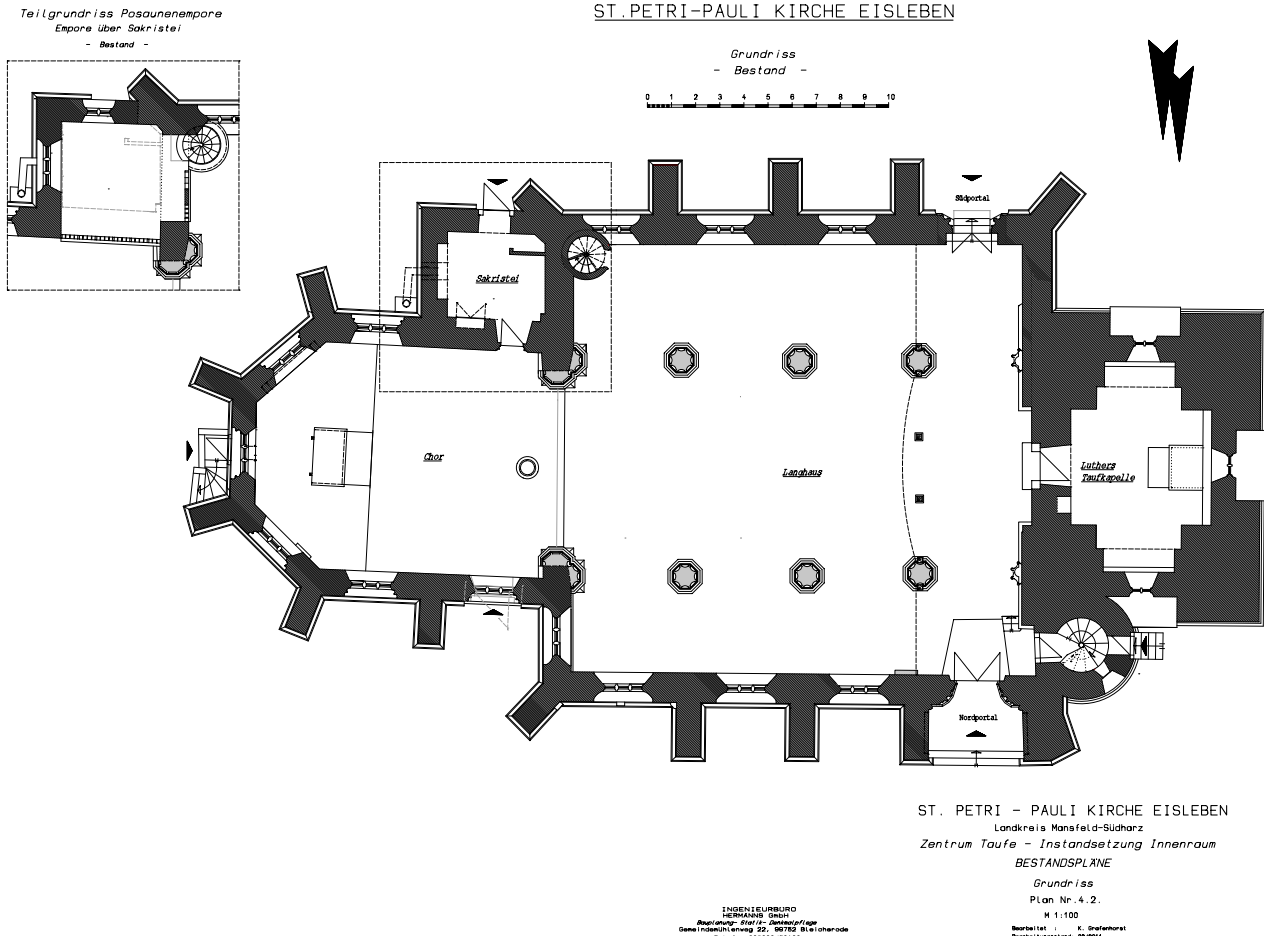 Teilgrundriss Posaunenempore
Empore über Sakristei
- Bestand -
ST.PETRI-PAULI KIRCHE EISLEBEN
Grundriss
- Bestand -
0 1 2 3 4 5 6 7 8 9 10
Südportal
Sakristei
Chor
Langhaus
Luthers
Taufkapelle
Nordportal
ST. PETRI - PAULI KIRCHE EISLEBEN
Landkreis Mansfeld-Südharz
Zentrum Taufe - Instandsetzung Innenraum
BESTANDSPLÄNE
Grundriss
Plan Nr.4.2.
M 1:100
Bearbeitet : K. Grafenhorst
INGENIEURBÜRO
HERMANNS GmbH
Bauplanung- Statik- Denkmalpflege
Gemeindemühlenweg 22, 99752 Bleicherode